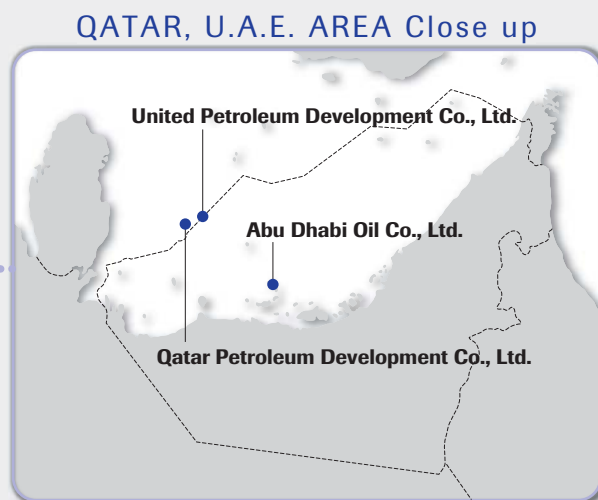 QATAR, U.A.E. AREA Close up
United Petroleum Development Co., Ltd.
Abu Dhabi Oil Co., Ltd.
Qatar Petroleum Development Co., Ltd.